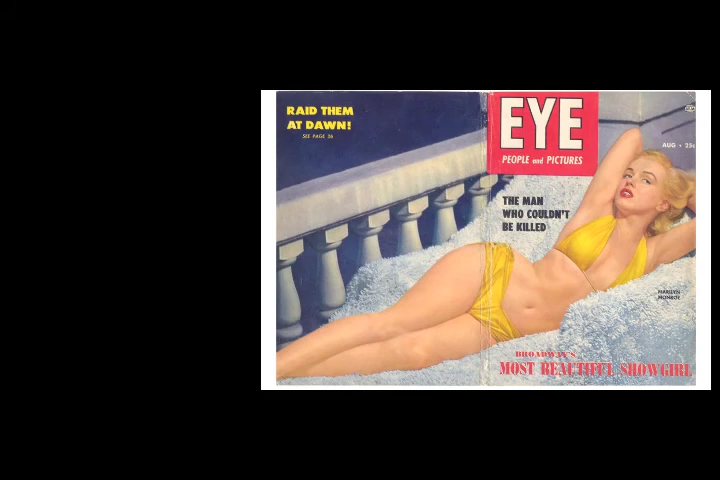 RAID THEM
AT DAWN!
SEE PAGE 26
EYE
PEOPLE and PICTURES
AUG • 25c
THE MAN
WHO COULDN'T
BE KILLED
MARILYN
MONROE
BROADWAY'S
MOST BEAUTIFUL SHOWGIRL